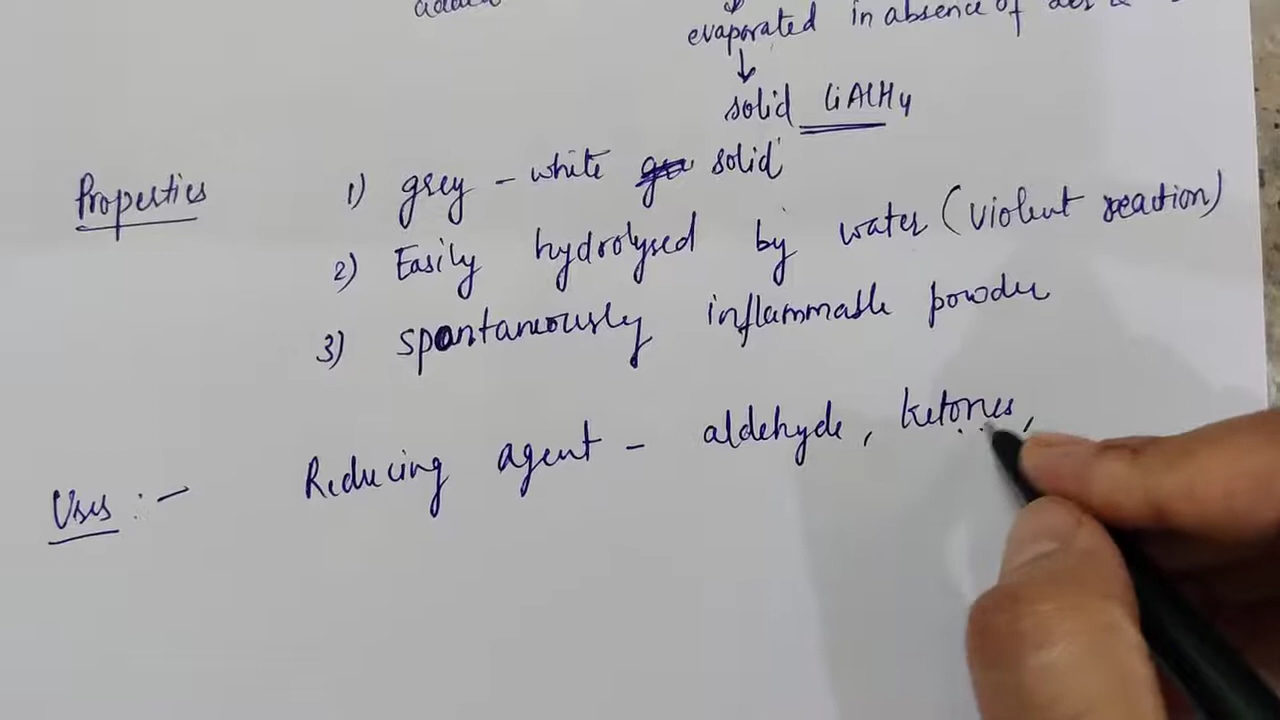 evaporated in absence of
↓
solid LiAlH4
Properties 1) grey - white solid
2) Easily hydrolysed by water (violent reaction)
3) spontaneously inflammable powder
Uses :- Reducing agent - aldehyde, ketones,